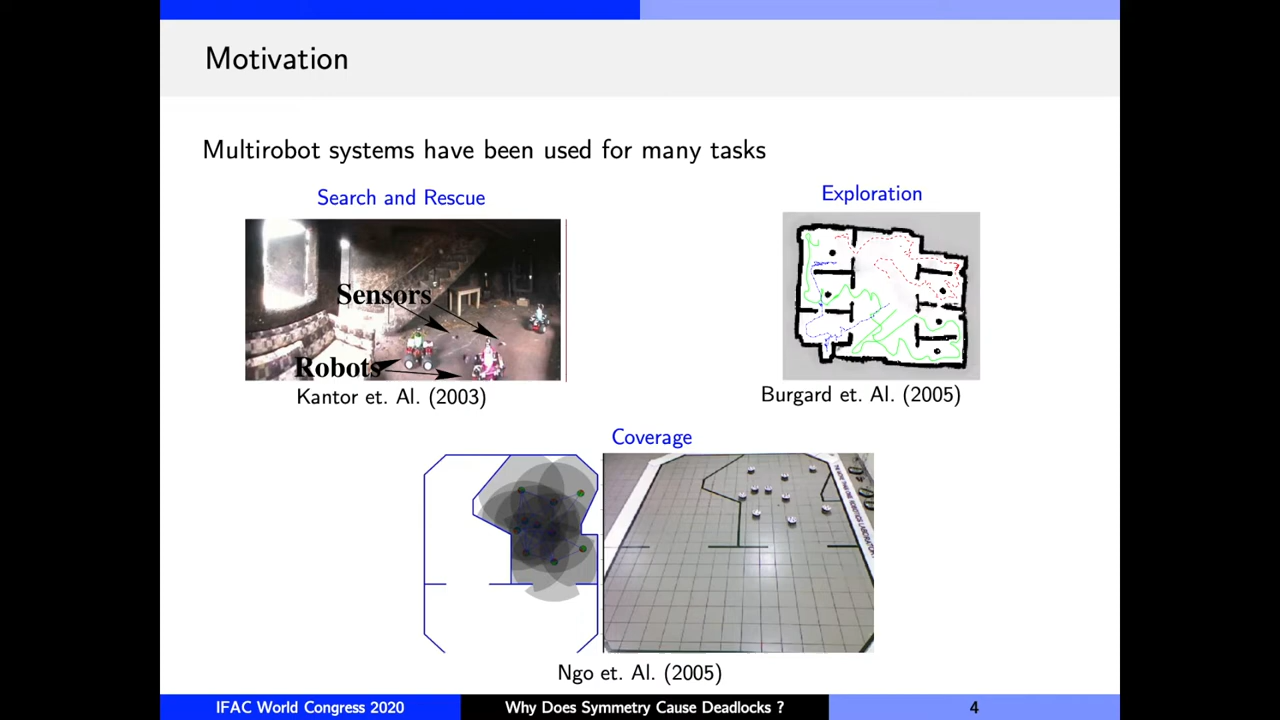 Motivation
Multirobot systems have been used for many tasks
Search and Rescue
Exploration
Sensors
Robots
Kantor et. Al. (2003)
Burgard et. Al. (2005)
Coverage
Ngo et. Al. (2005)
IFAC World Congress 2020
Why Does Symmetry Cause Deadlocks ?
4